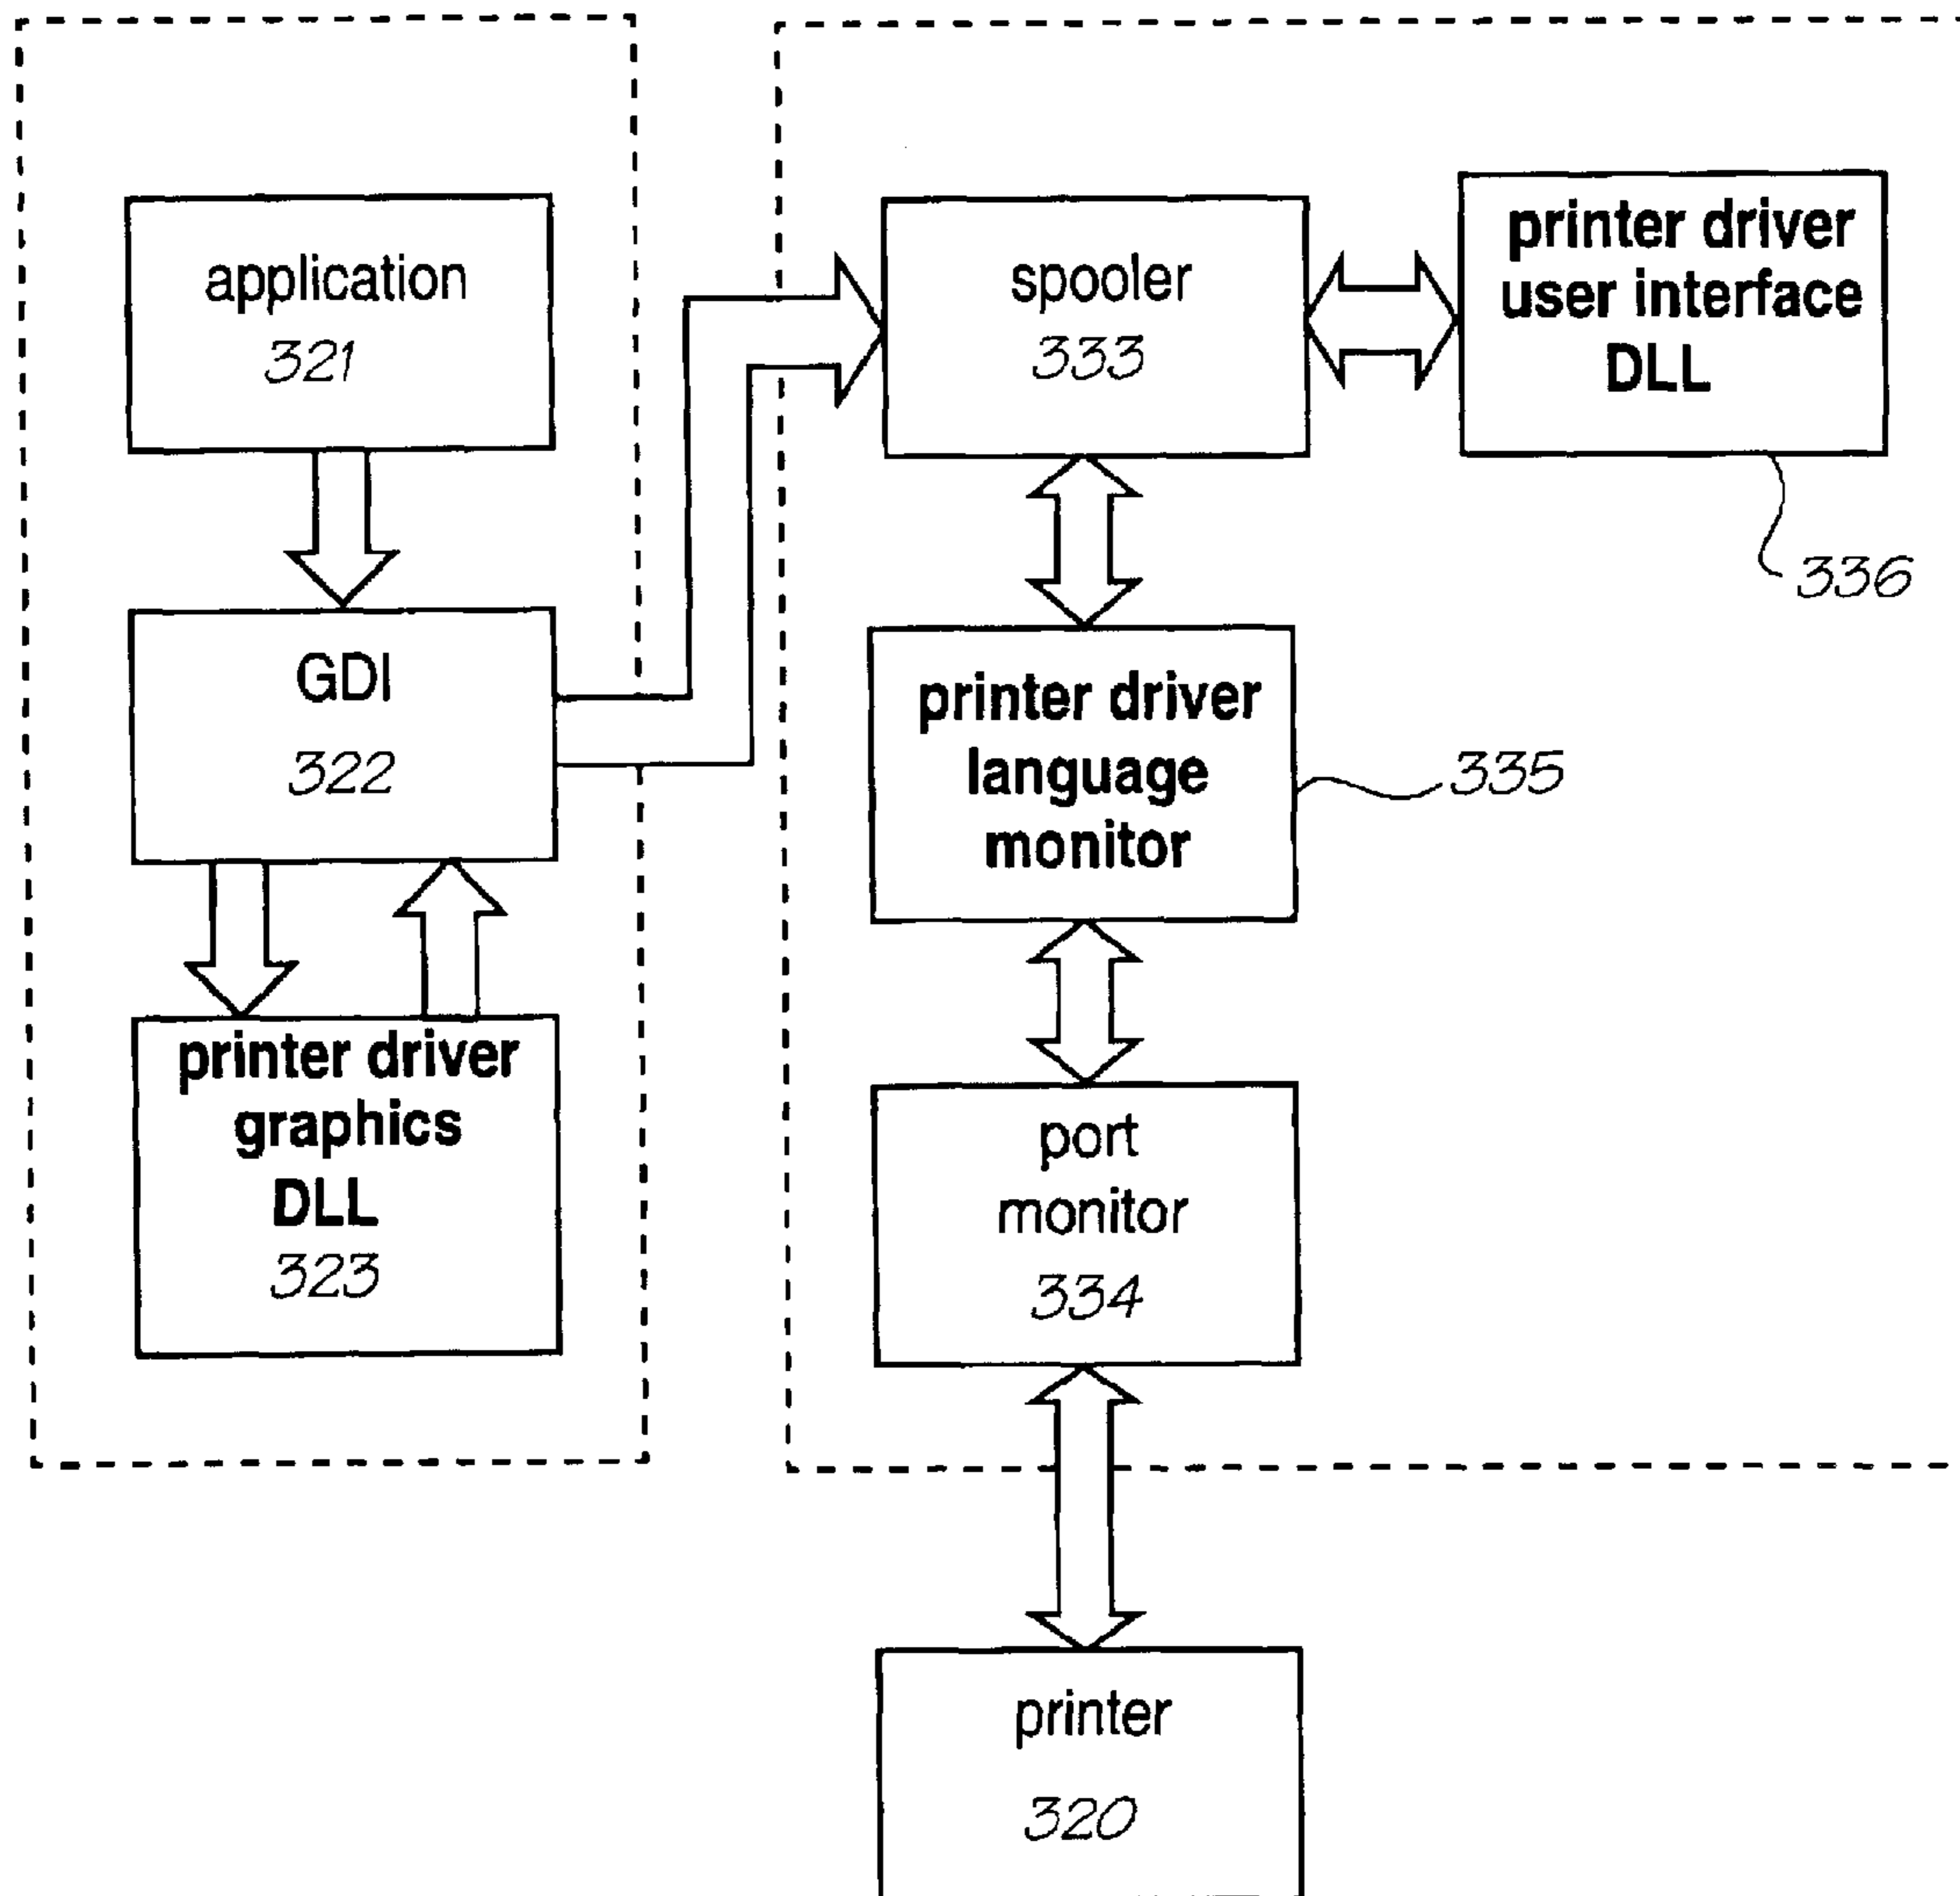 application
321
GDI
322
printer driver
graphics
DLL
323
spooler
333
printer driver
user interface
DLL
336
printer driver
language
monitor
335
port
monitor
334
printer
320